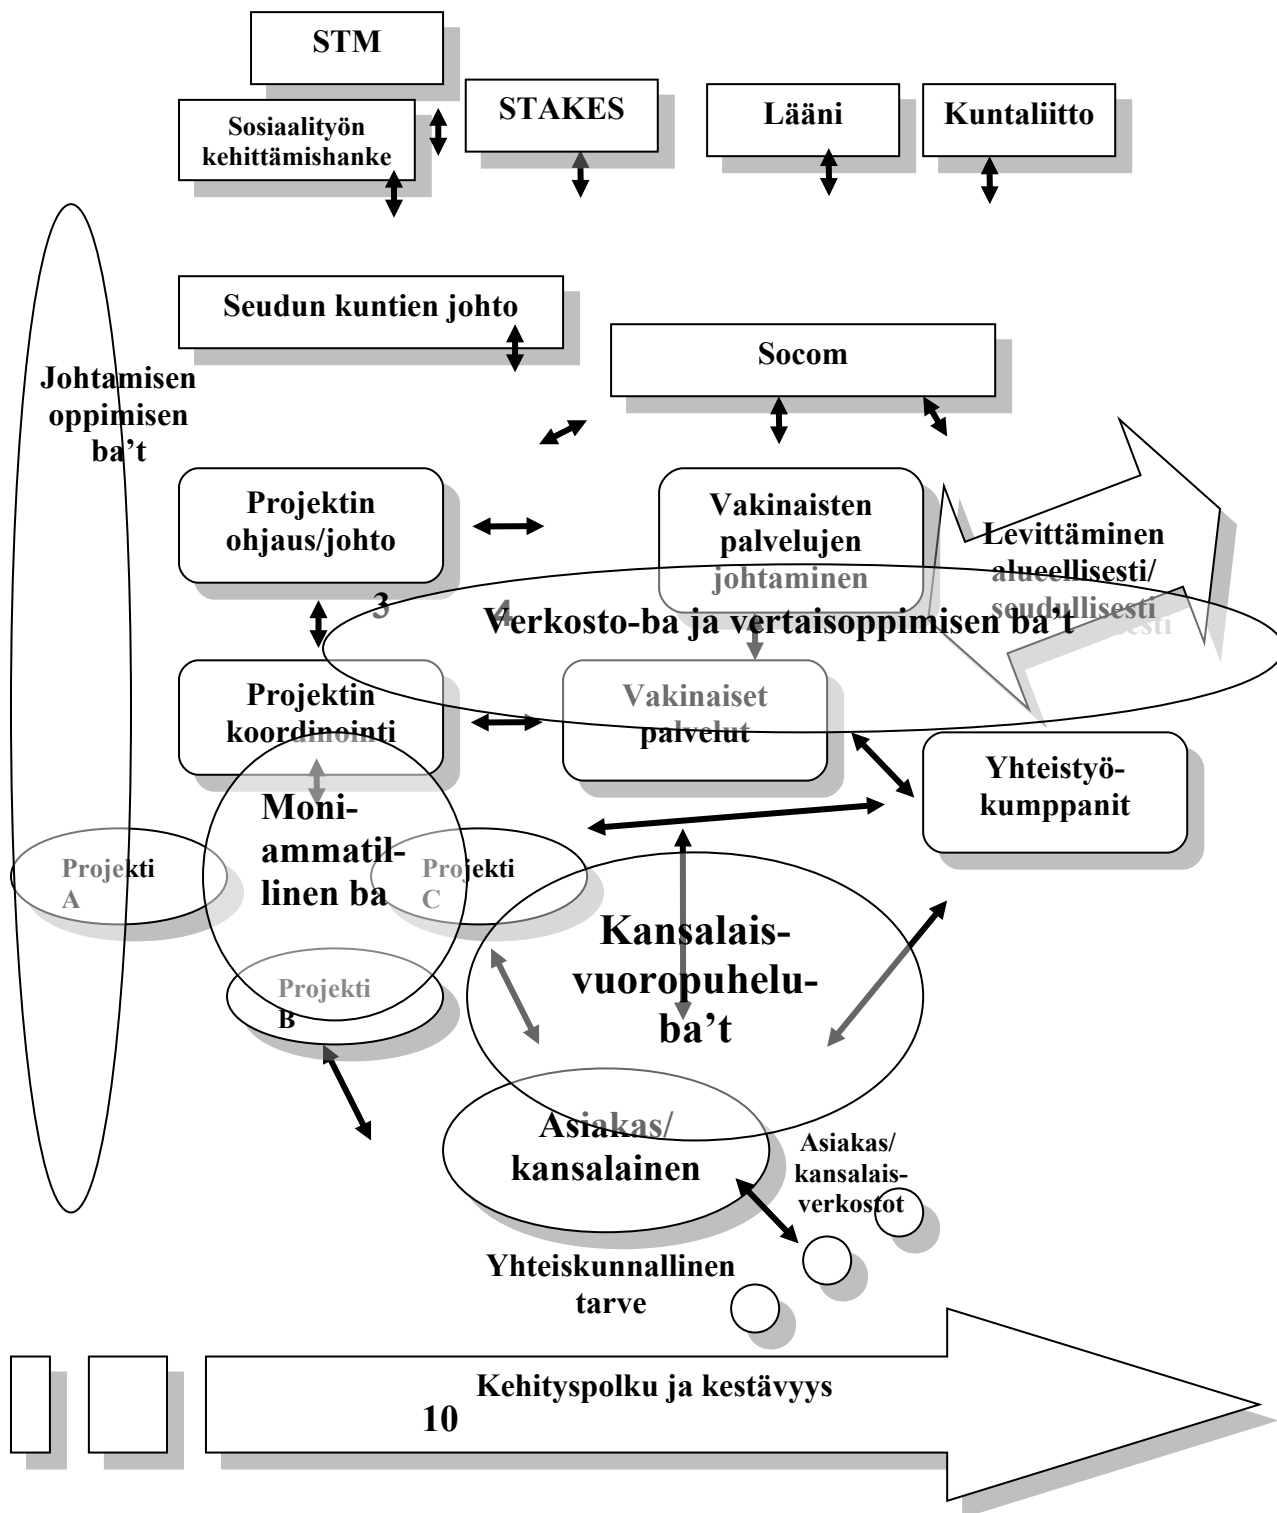 STM
STAKES
Lääni
Kuntaliitto
Sosiaalityön
kehittämishanke
Seudun kuntien johto
Socom
Johtamisen
oppimisen
ba’t
Projektin
ohjaus/johto
Vakinaisten
palvelujen
johtaminen
Levittäminen
alueellisesti/
seudullisesti
3
4
Verkosto-ba ja vertaisoppimisen ba’t
Projektin
koordinointi
Vakinaiset
palvelut
Yhteistyö-
kumppanit
Moni-
ammatil-
linen ba
Projekti
A
Projekti
C
Projekti
B
Kansalais-
vuoropuhelu-
ba’t
Asiakas/
kansalainen
Asiakas/
kansalais-
verkostot
Yhteiskunnallinen
tarve
Kehityspolku ja kestävyys
10